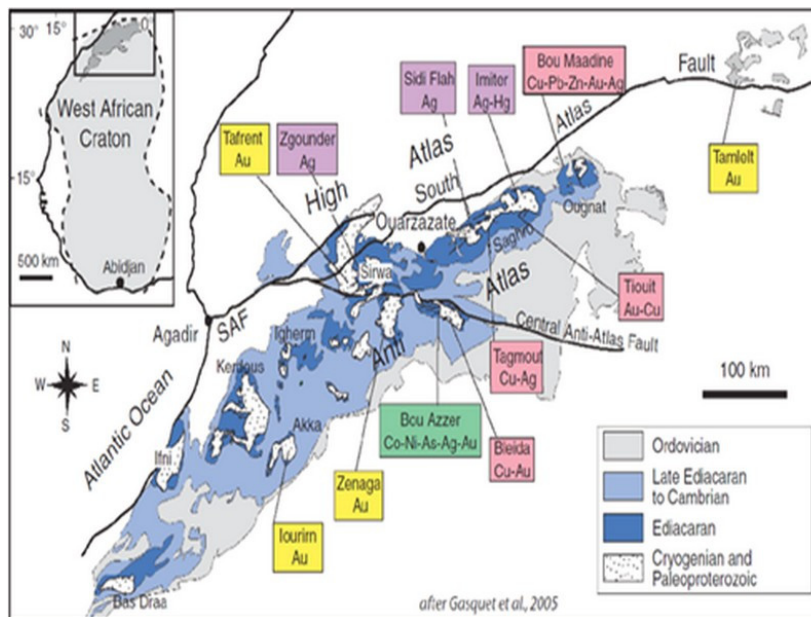 30° 15° 0°
West African
Craton
15°
500 km
Abidjan
Tafrent
Au
Zgounder
Ag
Sidi Flah
Ag
Imiter
Ag-Hg
Bou Maadine
Cu-Pb-Zn-Au-Ag
Fault
Tamlelt
Au
High
Atlas
South
Atlas
Ouarzazate
Saghro
Ougnat
Sirwa
Anti
Atlas
Tiouit
Au-Cu
Central Anti-Atlas Fault
Agadir
SAF
Igherm
Kerdous
Tagmout
Cu-Ag
100 km
N
W E
S
Atlantic Ocean
Ifni
Akka
Bou Azzer
Co-Ni-As-Ag-Au
Bleida
Cu-Au
Zenaga
Au
Iourirn
Au
Bas Draa
Ordovician
Late Ediacaran
to Cambrian
Ediacaran
Cryogenian and
Paleoproterozoic
after Gasquet et al., 2005